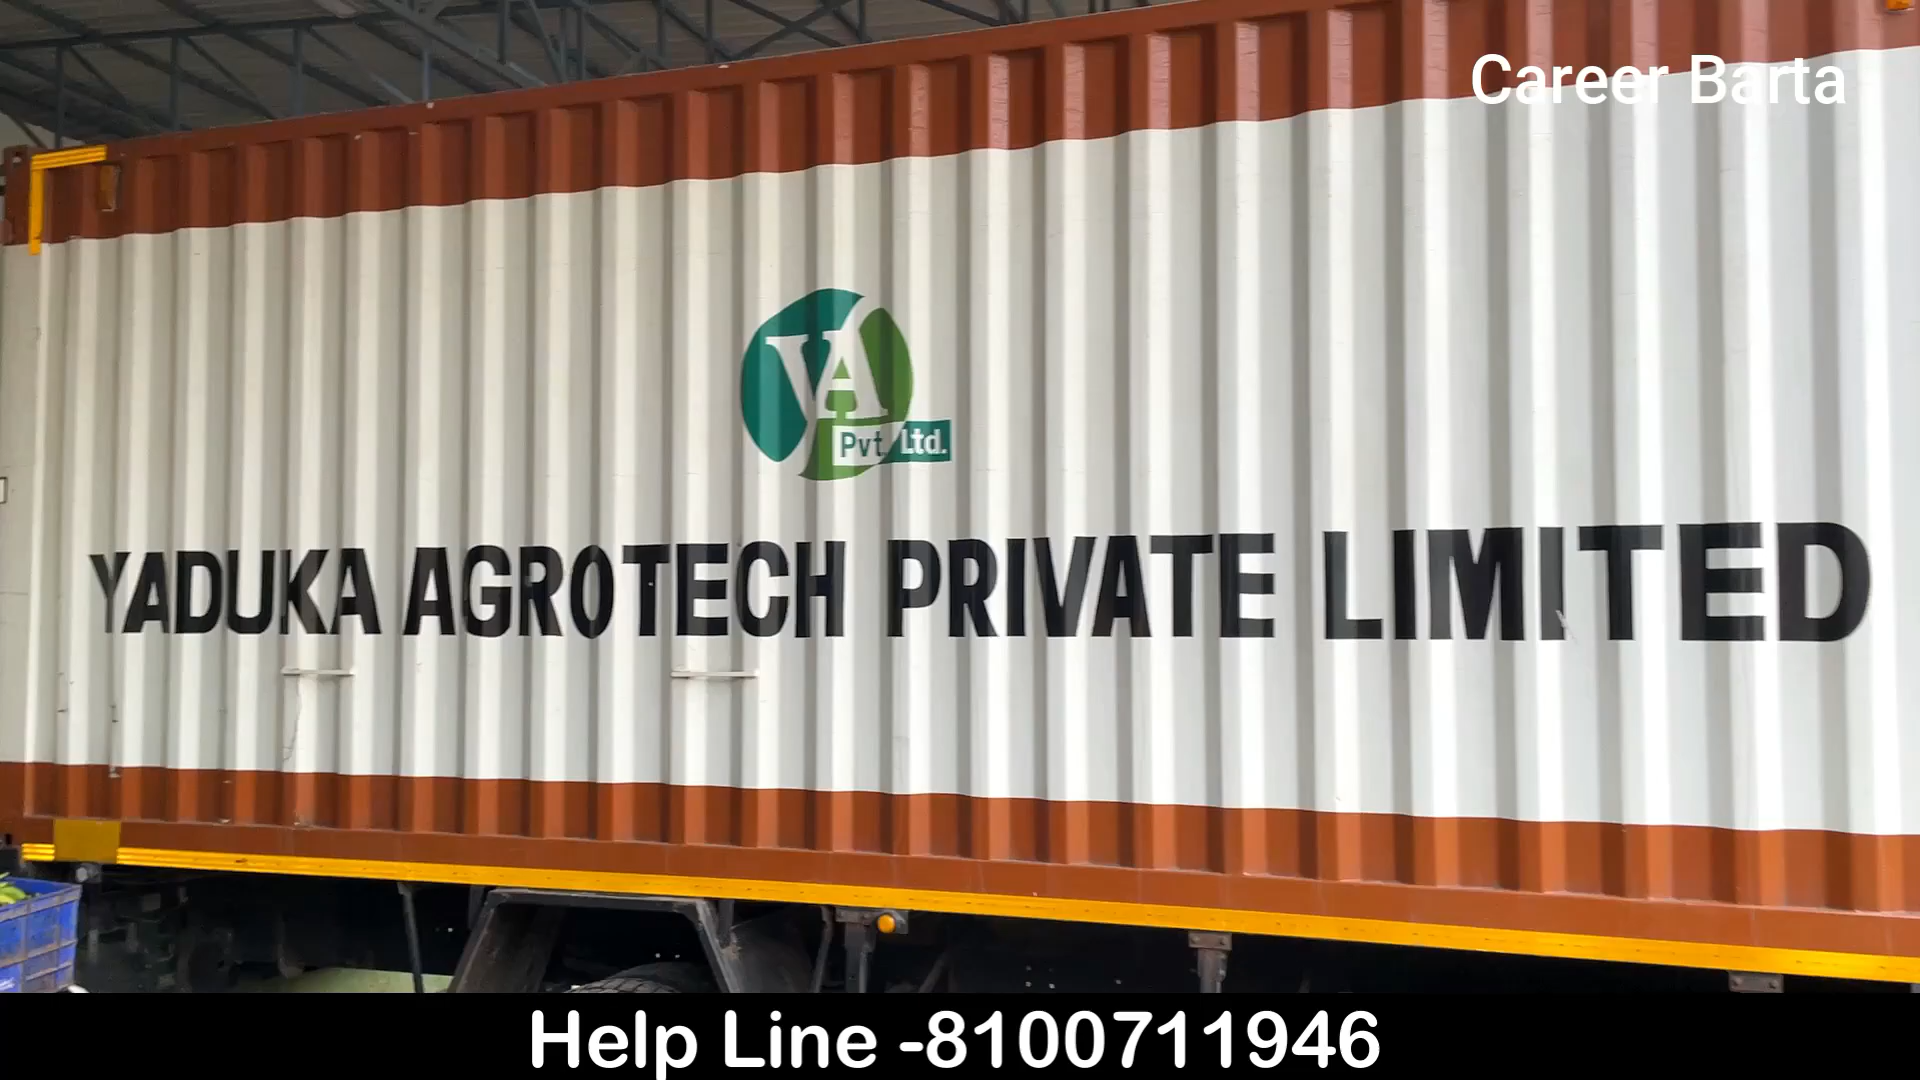 Career Barta
YA
Pvt. Ltd.
YADUKA AGROTECH PRIVATE LIMITED
Help Line -8100711946